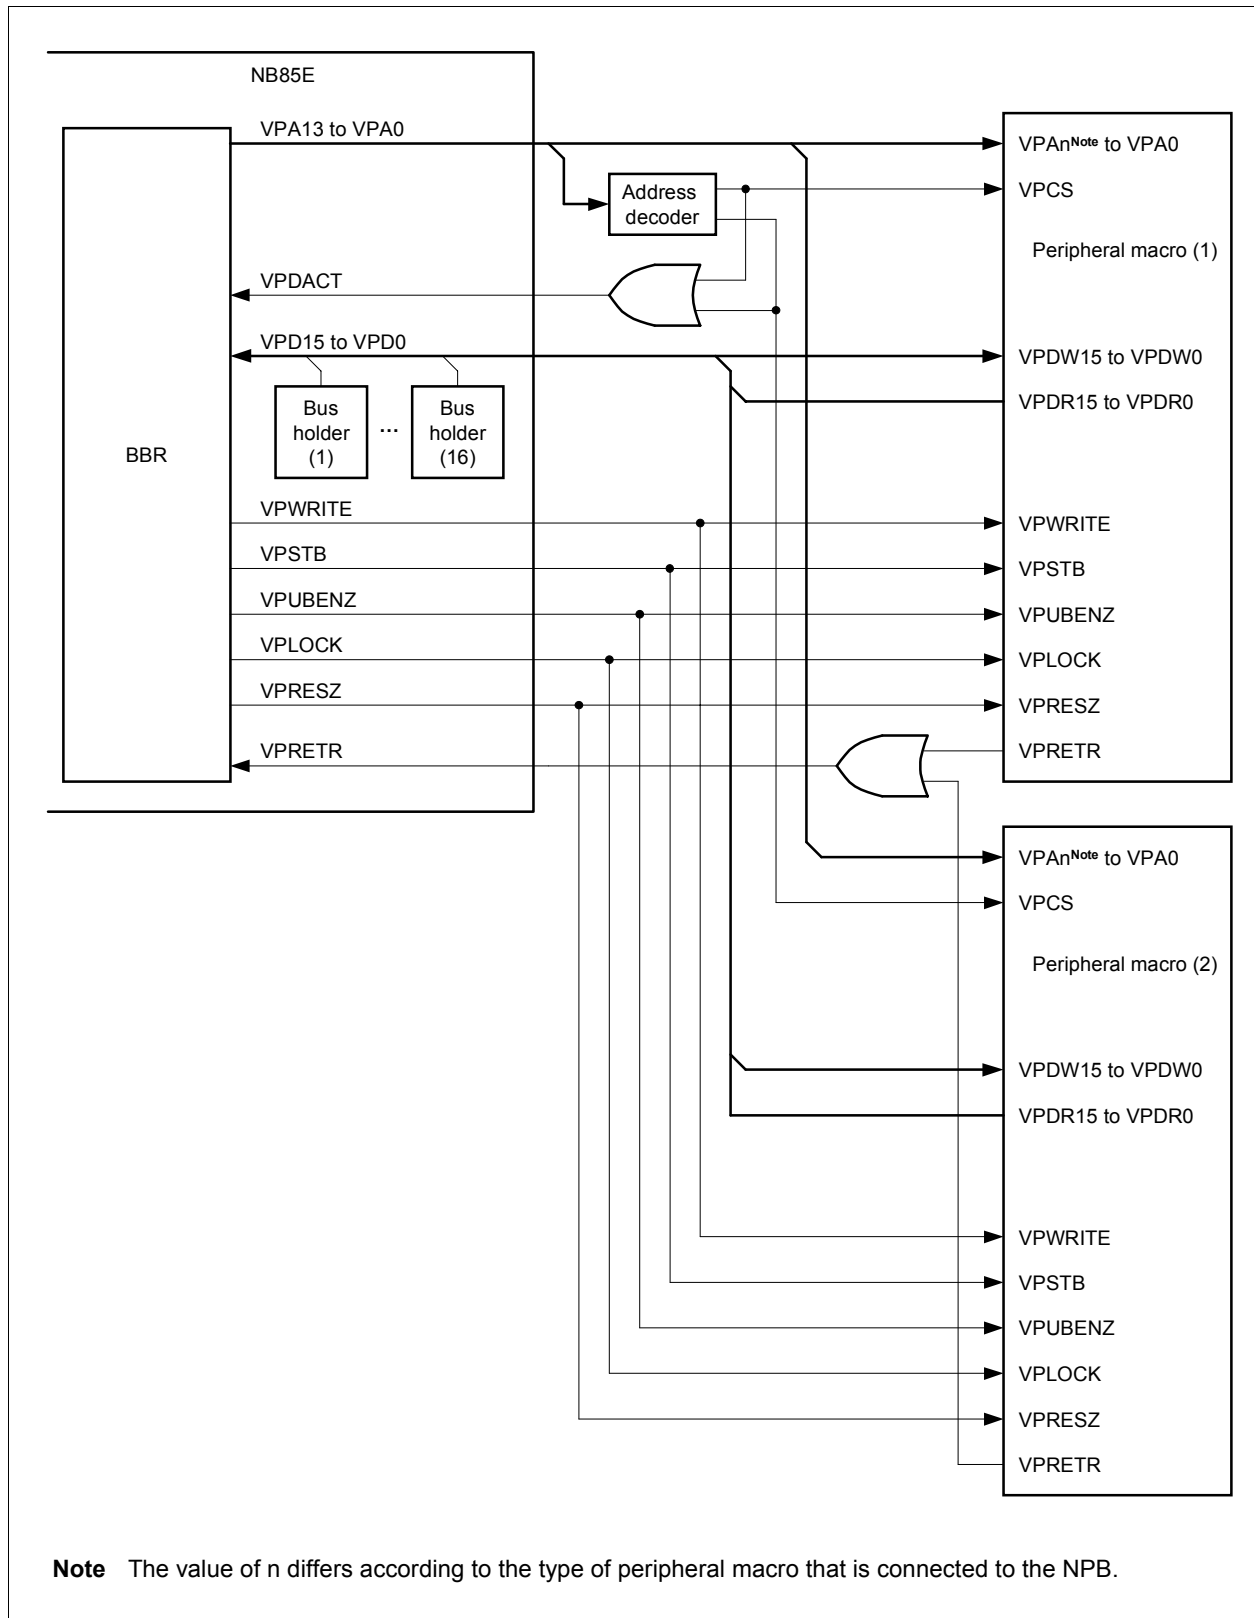 NB85E
VPA13 to VPA0
VPAnNote to VPA0
Address
decoder
VPCS
Peripheral macro (1)
VPDACT
VPD15 to VPD0
VPDW15 to VPDW0
Bus
holder
(1)
...
Bus
holder
(16)
VPDR15 to VPDR0
BBR
VPWRITE
VPWRITE
VPSTB
VPSTB
VPUBENZ
VPUBENZ
VPLOCK
VPLOCK
VPRESZ
VPRESZ
VPRETR
VPRETR
VPAnNote to VPA0
VPCS
Peripheral macro (2)
VPDW15 to VPDW0
VPDR15 to VPDR0
VPWRITE
VPSTB
VPUBENZ
VPLOCK
VPRESZ
VPRETR
Note The value of n differs according to the type of peripheral macro that is connected to the NPB.